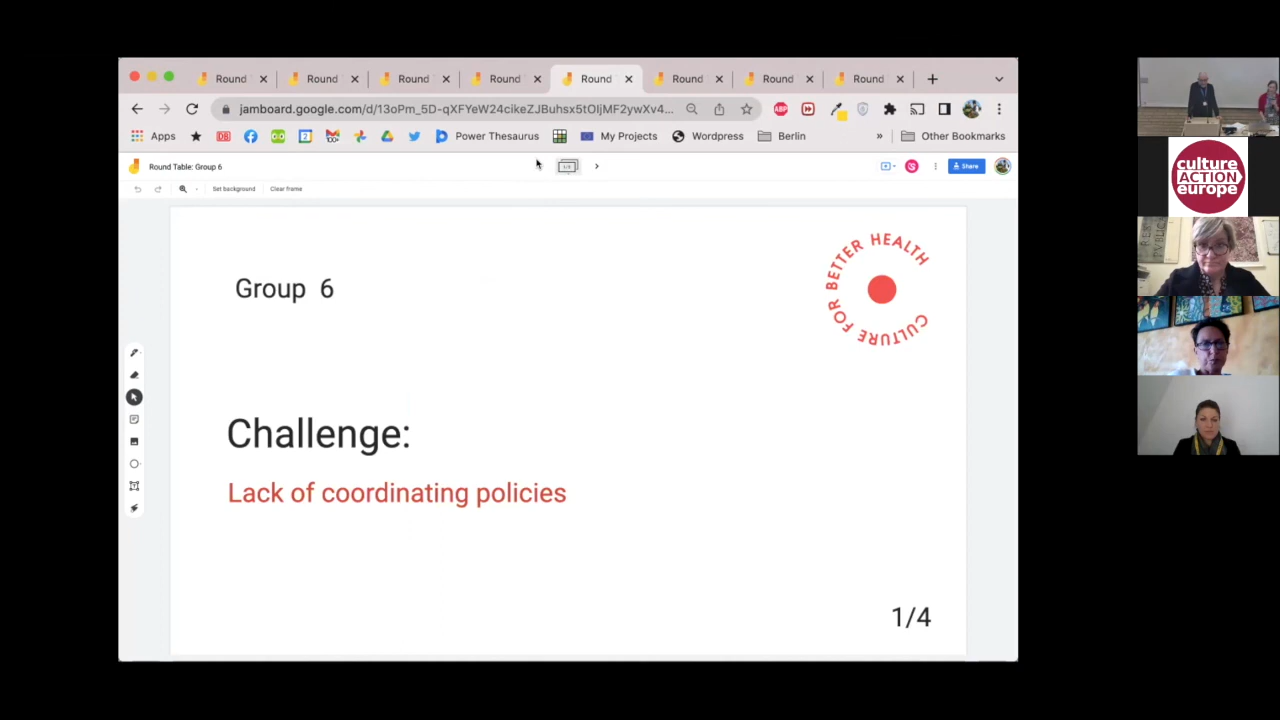 Round
Round
Round
Round
Round
Round
Round
Round
jamboard.google.com/d/13oPm_5D-qXFYeW24cikeZJBuhsx5tOIjMF2ywXv4...
ABP
Apps
Power Thesaurus
My Projects
Wordpress
Berlin
»
Other Bookmarks
Round Table: Group 6
Share
Set background
Clear frame
Group 6
CULTURE FOR BETTER HEALTH
Challenge:
Lack of coordinating policies
1/4
culture
ACTION
europe